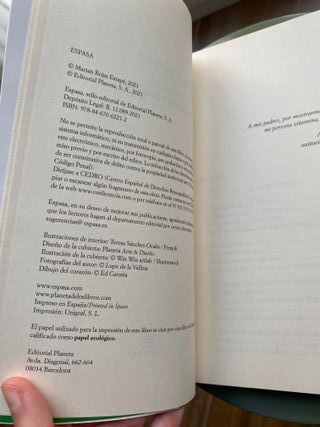 ESPASA
© Marian Rojas Estapé, 2021
© Editorial Planeta, S. A., 2021
Espasa, sello editorial de Editorial Planeta, S. A.
Depósito Legal: B. 11.089-2021
ISBN: 978-84-670-6221-2
No se permite la reproducción total o parcial de este libro,
sistema informático, ni su transmisión en cualquier forma
este electrónico, mecánico, por fotocopia, por grabación
miso previo y por escrito del editor. La infracción de los derechos
de ser constitutiva de delito contra la propiedad intelectual
Código Penal).
Diríjase a CEDRO (Centro Español de Derechos Reprográficos)
piar o escanear algún fragmento de esta obra. Puede contactar
de la web www.conlicencia.com o por teléfono en el
Espasa, en su deseo de mejorar sus publicaciones, agradecerá
que los lectores hagan al departamento editorial por correo electrónico:
sugerencias@espasa.es
Ilustraciones de interior: Teresa Sánchez-Ocaña / Freepik
Diseño de la cubierta: Planeta Arte & Diseño
Ilustración de la cubierta: © Win Win artlab / Shutterstock
Fotografías del autor: © Lupe de la Vallina
Dibujo del corazón: © Ed Carosia
www.espasa.com
www.planetadelibros.com
Impreso en España/Printed in Spain
Impresión: Unigraf, S. L.
El papel utilizado para la impresión de este libro
calificado como papel ecológico.
Editorial Planeta
Avda. Diagonal, 662-664
08034 Barcelona
A mis padres, por mostrarme
mi persona vitamina,